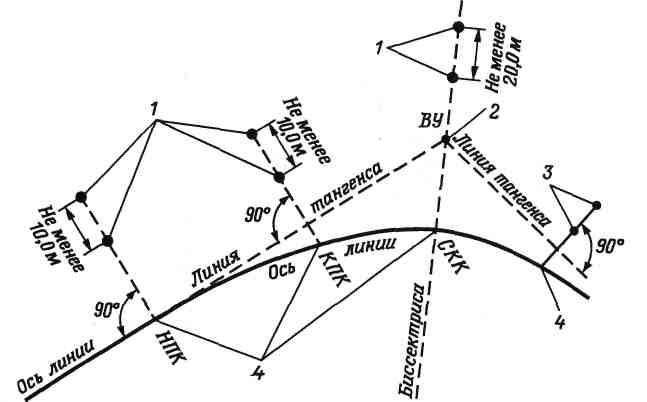 1
Не менее
20,0 м
ВУ
2
1
Не менее
10,0 м
Линия тангенса
3
90°
Не менее
10,0 м
90°
Линия тангенса
90°
Ось линии
КПК
СКК
4
НПК
4
Ось линии
Биссектриса